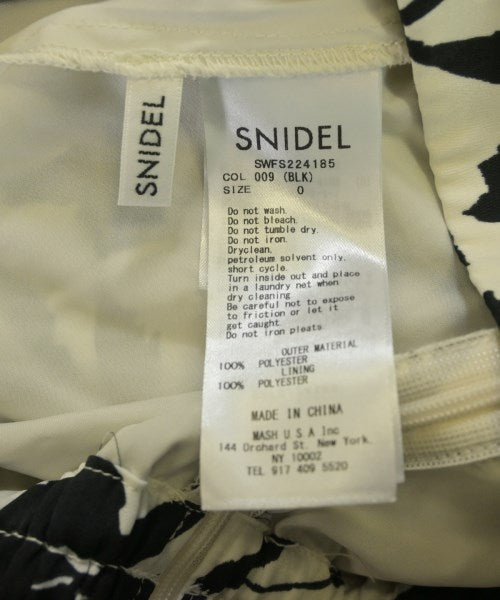 SNIDEL
SNIDEL
SWFS224185
COL 009 (BLK)
SIZE 0
Do not wash.
Do not bleach.
Do not tumble dry.
Do not iron.
Dryclean.
petroleum solvent only.
short cycle.
Turn inside out and place
in a laundry net when
dry cleaning.
Be careful not to expose
to friction or let it
get caught.
Do not iron pleats
OUTER MATERIAL
100% POLYESTER
LINING
100% POLYESTER
MADE IN CHINA
MASH U S A Inc
144 Orchard St. New York,
NY 10002
TEL 917 409 5520